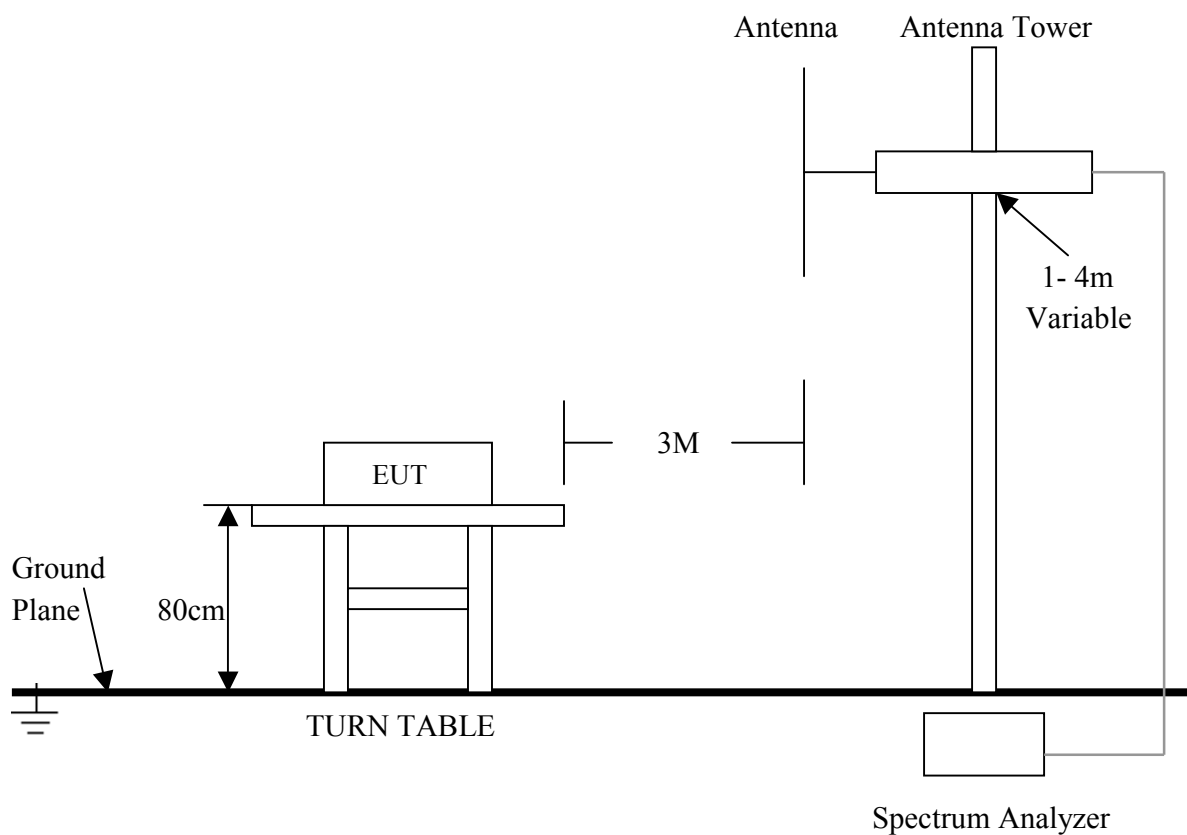 Antenna
Antenna Tower
1- 4m
Variable
3M
EUT
Ground
Plane
80cm
TURN TABLE
Spectrum Analyzer